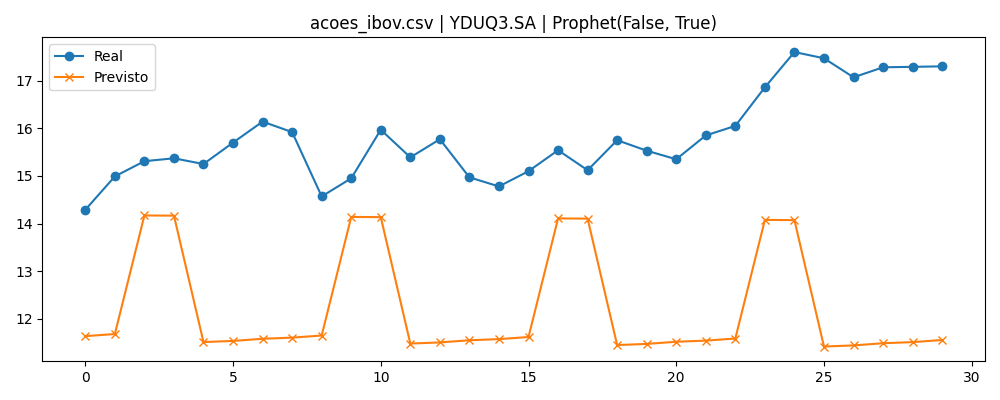 acoes_ibov.csv | YDUQ3.SA | Prophet(False, True)
Real
Previsto
17
16
15
14
13
12
0 5 10 15 20 25 30